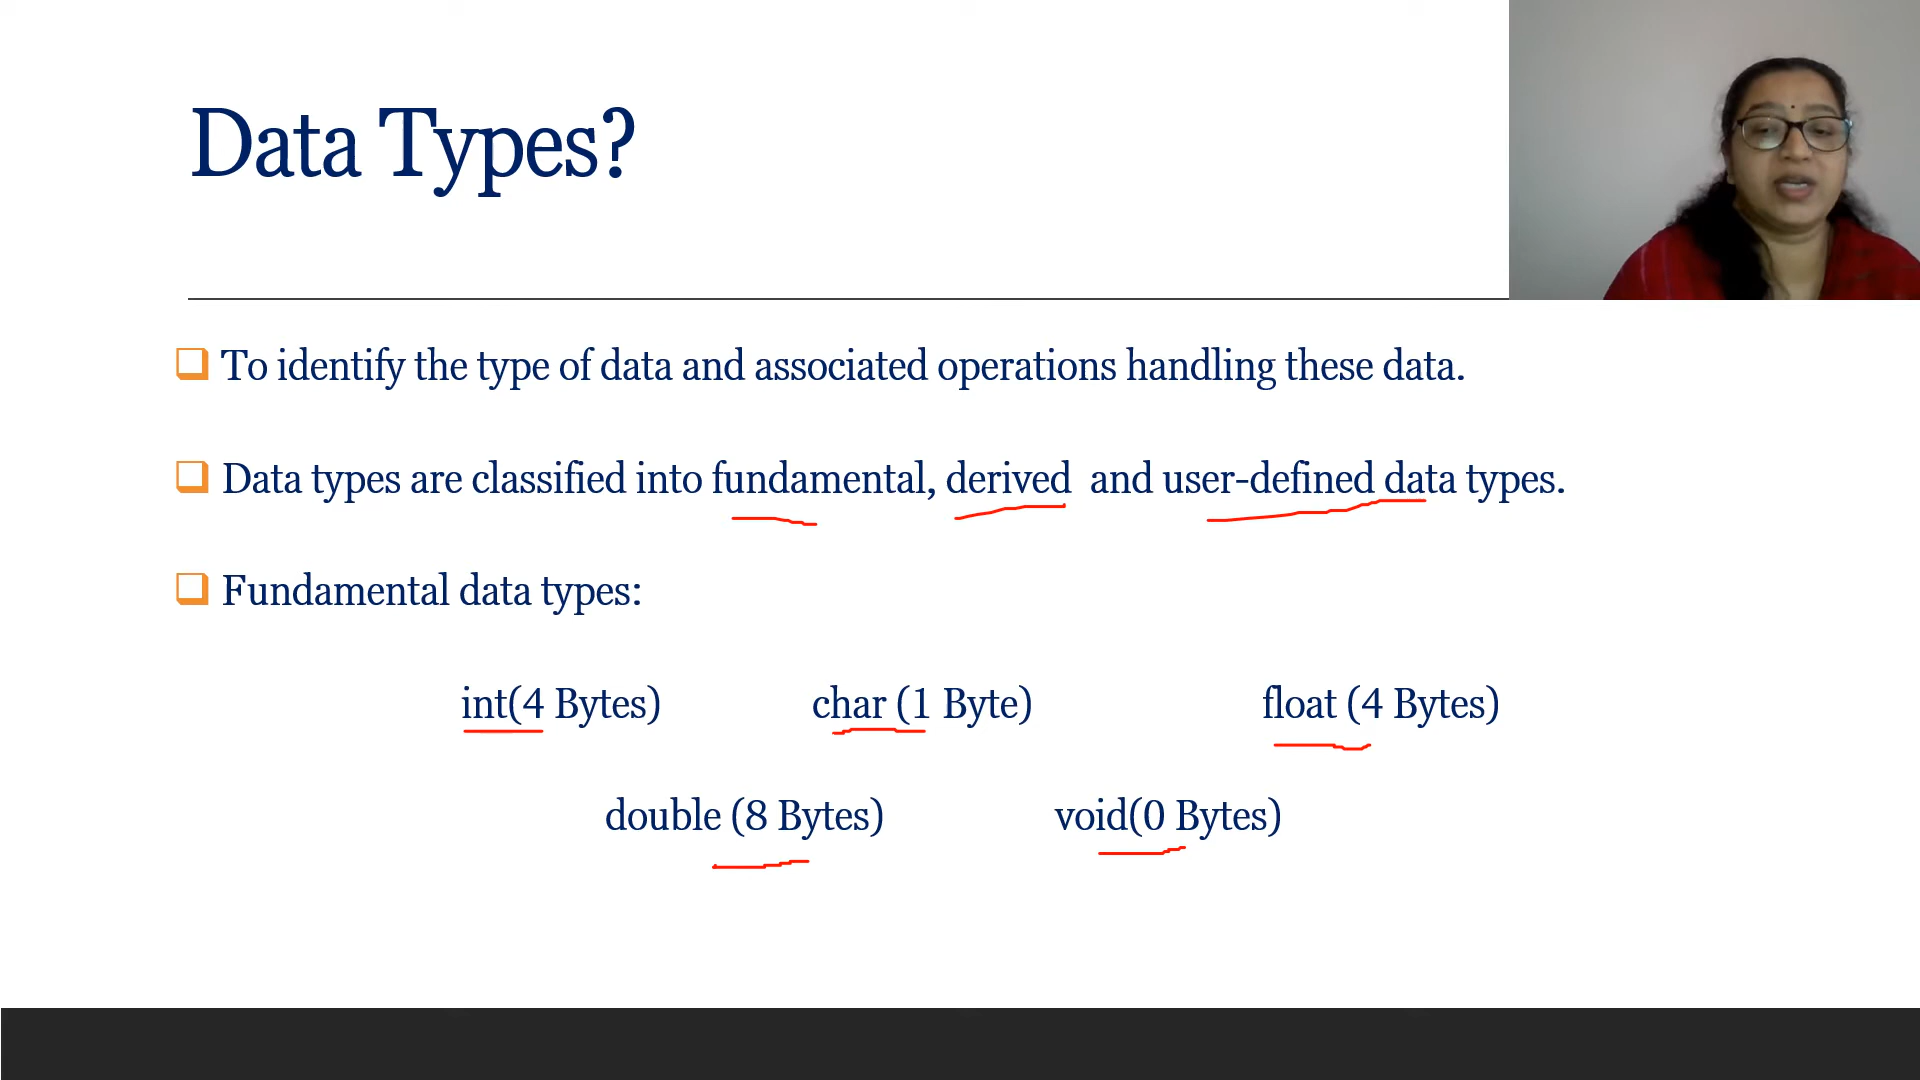 Data Types?
To identify the type of data and associated operations handling these data.
Data types are classified into fundamental, derived and user-defined data types.
Fundamental data types:
int(4 Bytes) char (1 Byte) float (4 Bytes)
double (8 Bytes) void(0 Bytes)